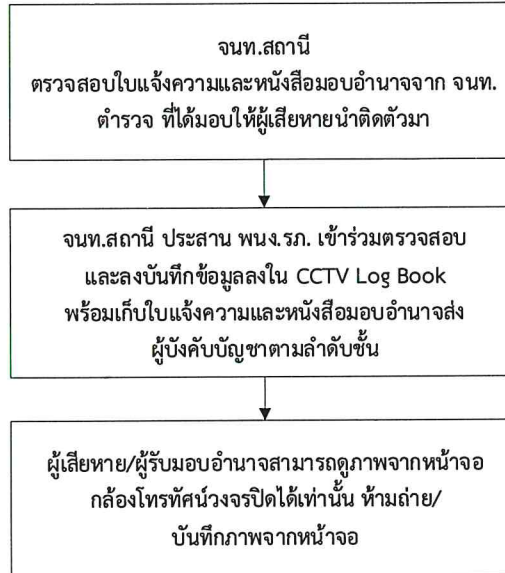 จนท.สถานี
ตรวจสอบใบแจ้งความและหนังสือมอบอำนาจจาก จนท.
ตำรวจ ที่ได้มอบให้ผู้เสียหายนำติดตัวมา
จนท.สถานี ประสาน พนง.รภ. เข้าร่วมตรวจสอบ
และลงบันทึกข้อมูลลงใน CCTV Log Book
พร้อมเก็บใบแจ้งความและหนังสือมอบอำนาจส่ง
ผู้บังคับบัญชาตามลำดับชั้น
ผู้เสียหาย/ผู้รับมอบอำนาจสามารถดูภาพจากหน้าจอ
กล้องโทรทัศน์วงจรปิดได้เท่านั้น ห้ามถ่าย/
บันทึกภาพจากหน้าจอ